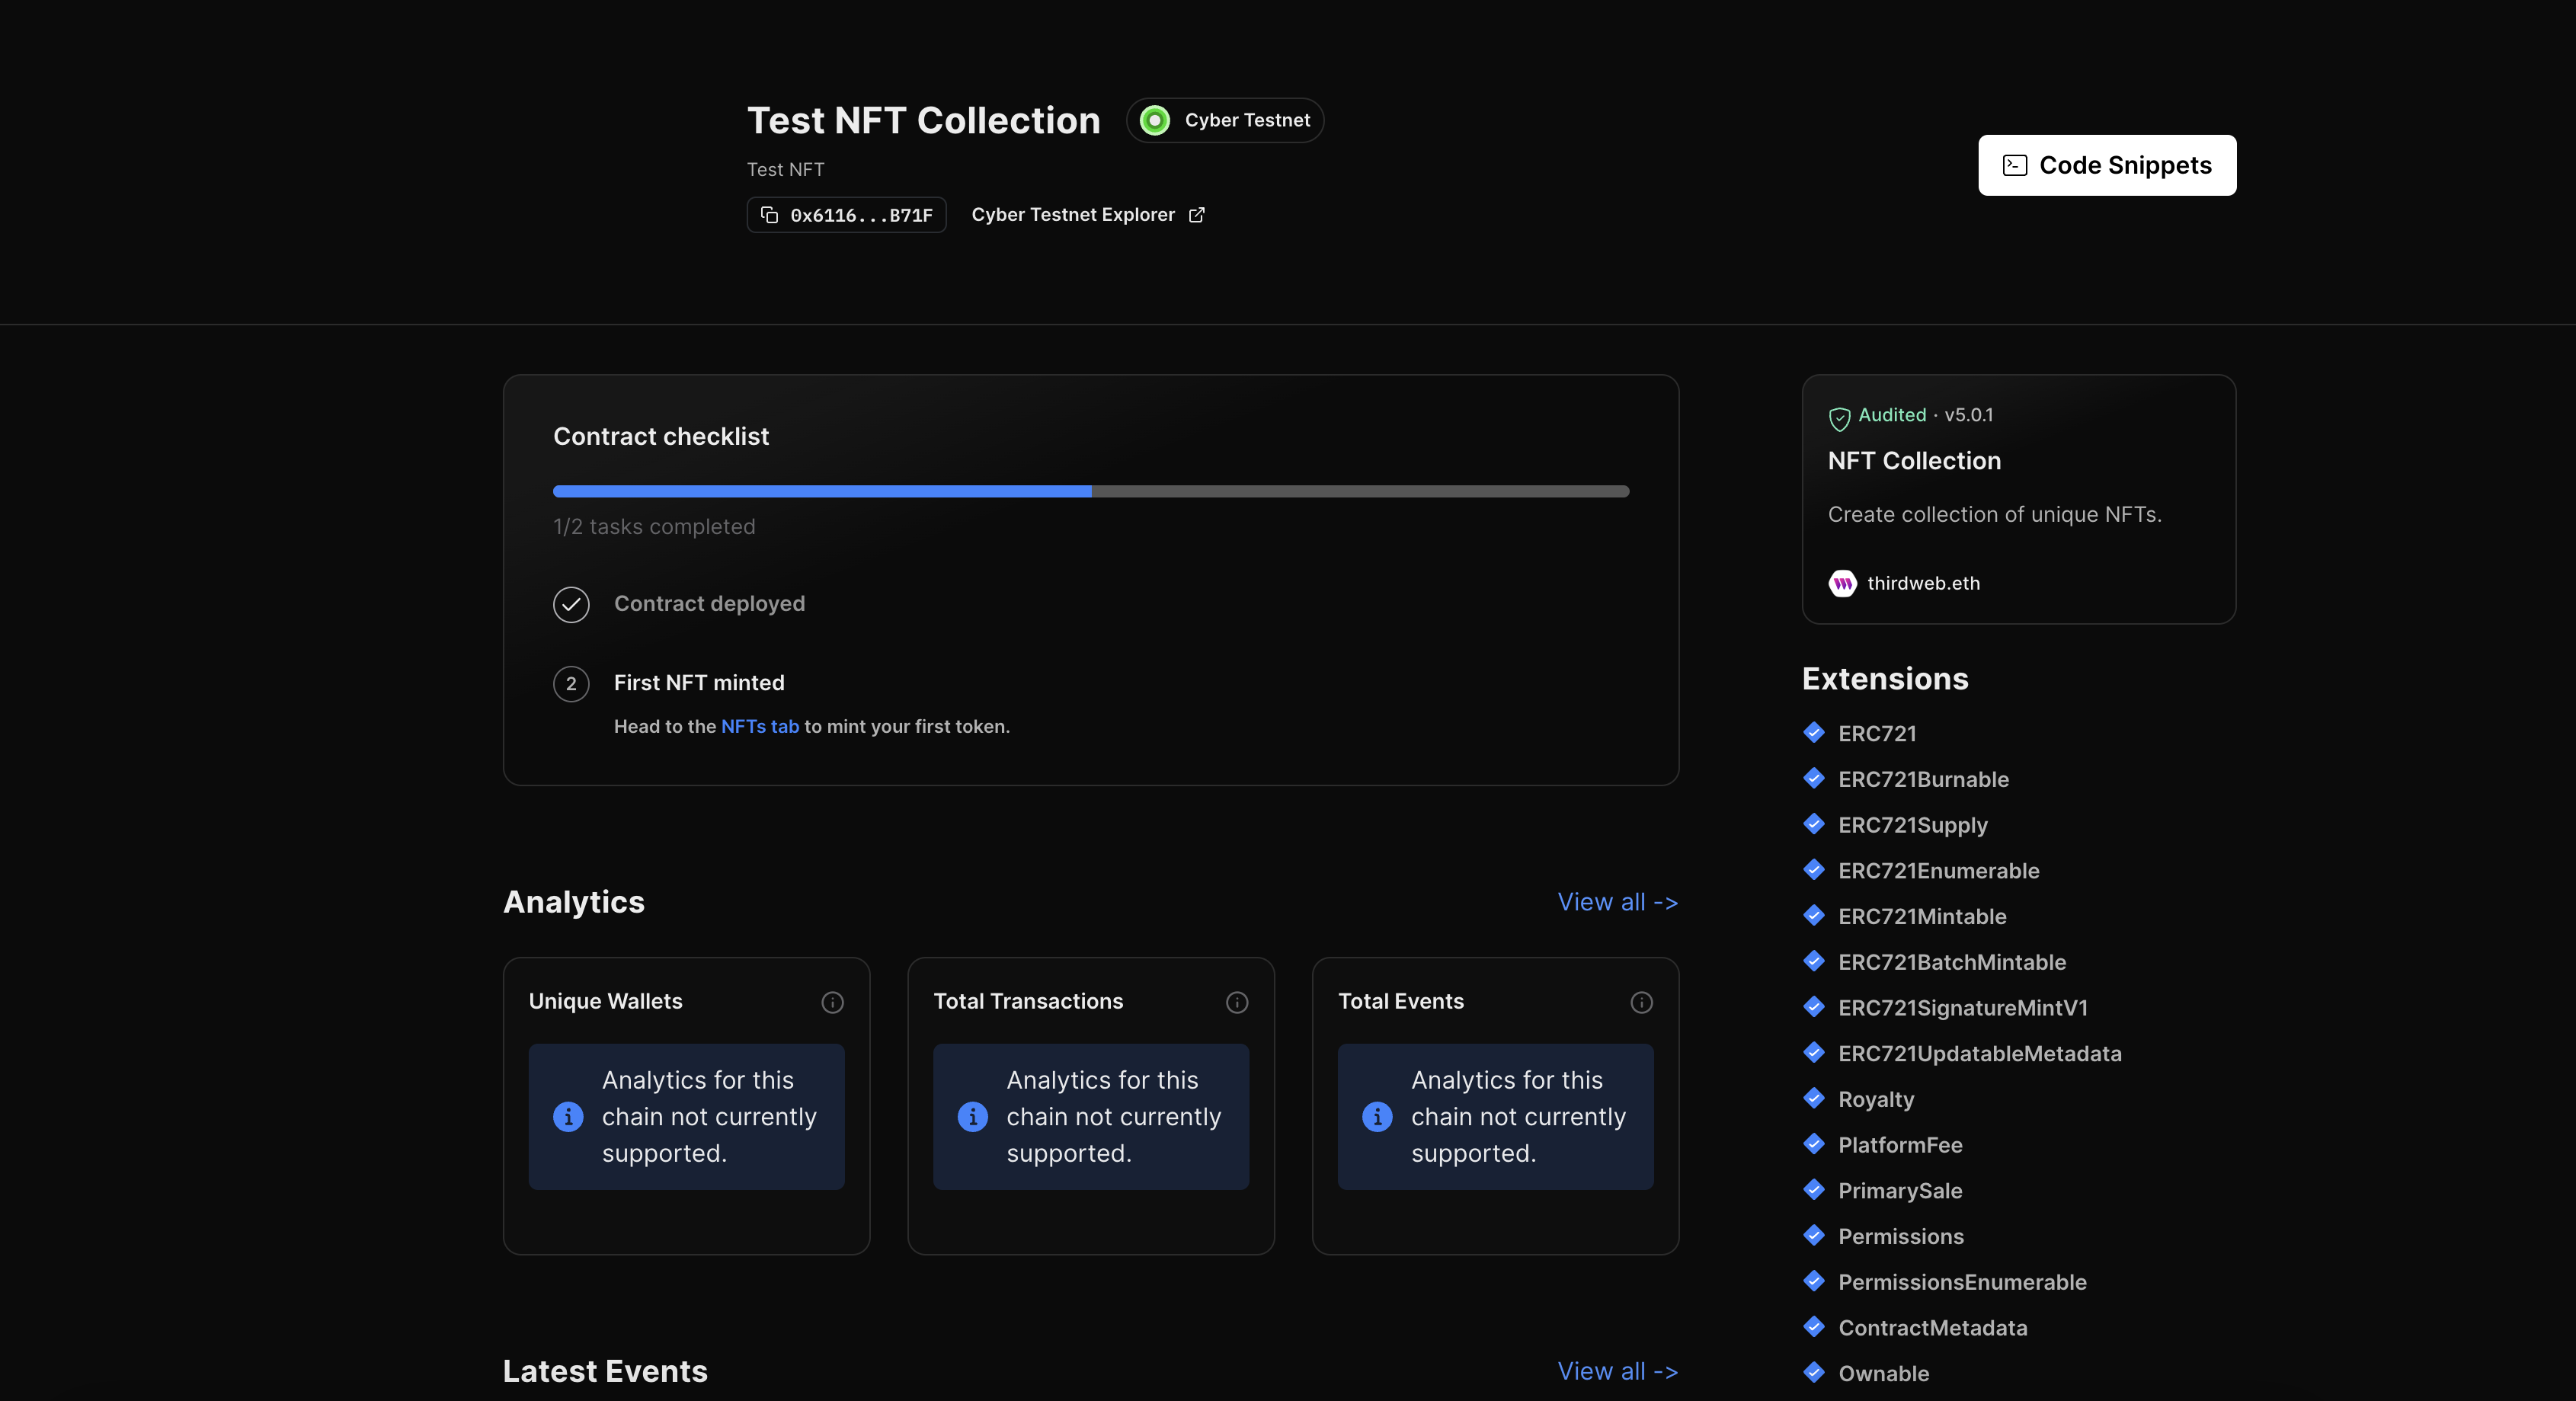 Test NFT Collection
Cyber Testnet
Test NFT
0x6116...B71F
Cyber Testnet Explorer
Code Snippets
Contract checklist
1/2 tasks completed
Contract deployed
2
First NFT minted
Head to the NFTs tab to mint your first token.
Analytics
View all ->
Unique Wallets
Analytics for this
chain not currently
supported.
Total Transactions
Analytics for this
chain not currently
supported.
Total Events
Analytics for this
chain not currently
supported.
Latest Events
View all ->
Audited · v5.0.1
NFT Collection
Create collection of unique NFTs.
thirdweb.eth
Extensions
ERC721
ERC721Burnable
ERC721Supply
ERC721Enumerable
ERC721Mintable
ERC721BatchMintable
ERC721SignatureMintV1
ERC721UpdatableMetadata
Royalty
PlatformFee
PrimarySale
Permissions
PermissionsEnumerable
ContractMetadata
Ownable